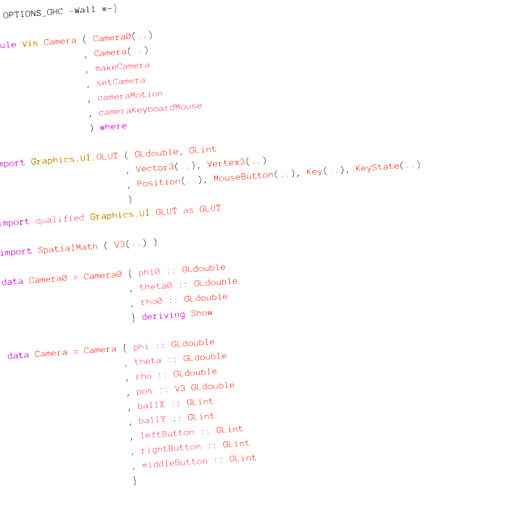 OPTIONS_GHC -Wall #-}
ule Vis Camera ( Camera0(..)
, Camera(..)
, makeCamera
, setCamera
, cameraMotion
, cameraKeyboardMouse
) where
mport Graphics.UI.GLUT ( GLdouble, GLint
, Vector3(..), Vertex3(..)
, Position(..), MouseButton(..), Key(..), KeyState(..)
)
import qualified Graphics.UI.GLUT as GLUT
import SpatialMath ( V3(..) )
data Camera0 = Camera0 { phi0 :: GLdouble
, theta0 :: GLdouble
, rho0 :: GLdouble
} deriving Show
data Camera = Camera { phi :: GLdouble
, theta :: GLdouble
, rho :: GLdouble
, pos :: V3 GLdouble
, ballX :: GLint
, ballY :: GLint
, leftButton :: GLint
, rightButton :: GLint
, middleButton :: GLint
}